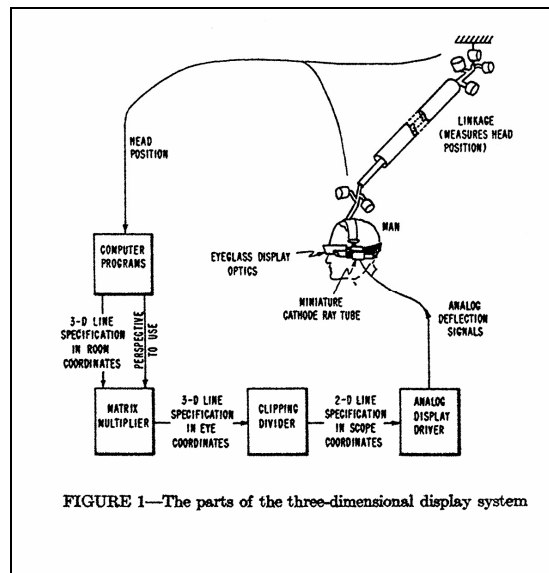 HEAD
POSITION
LINKAGE
(MEASURES HEAD
POSITION)
MAN
EYEGLASS DISPLAY
OPTICS
MINIATURE
CATHODE RAY TUBE
COMPUTER
PROGRAMS
3-D LINE
SPECIFICATION
IN ROOM
COORDINATES
PERSPECTIVE
TO USE
ANALOG
DEFLECTION
SIGNALS
MATRIX
MULTIPLIER
3-D LINE
SPECIFICATION
IN EYE
COORDINATES
CLIPPING
DIVIDER
2-D LINE
SPECIFICATION
IN SCOPE
COORDINATES
ANALOG
DISPLAY
DRIVER
FIGURE 1—The parts of the three-dimensional display system